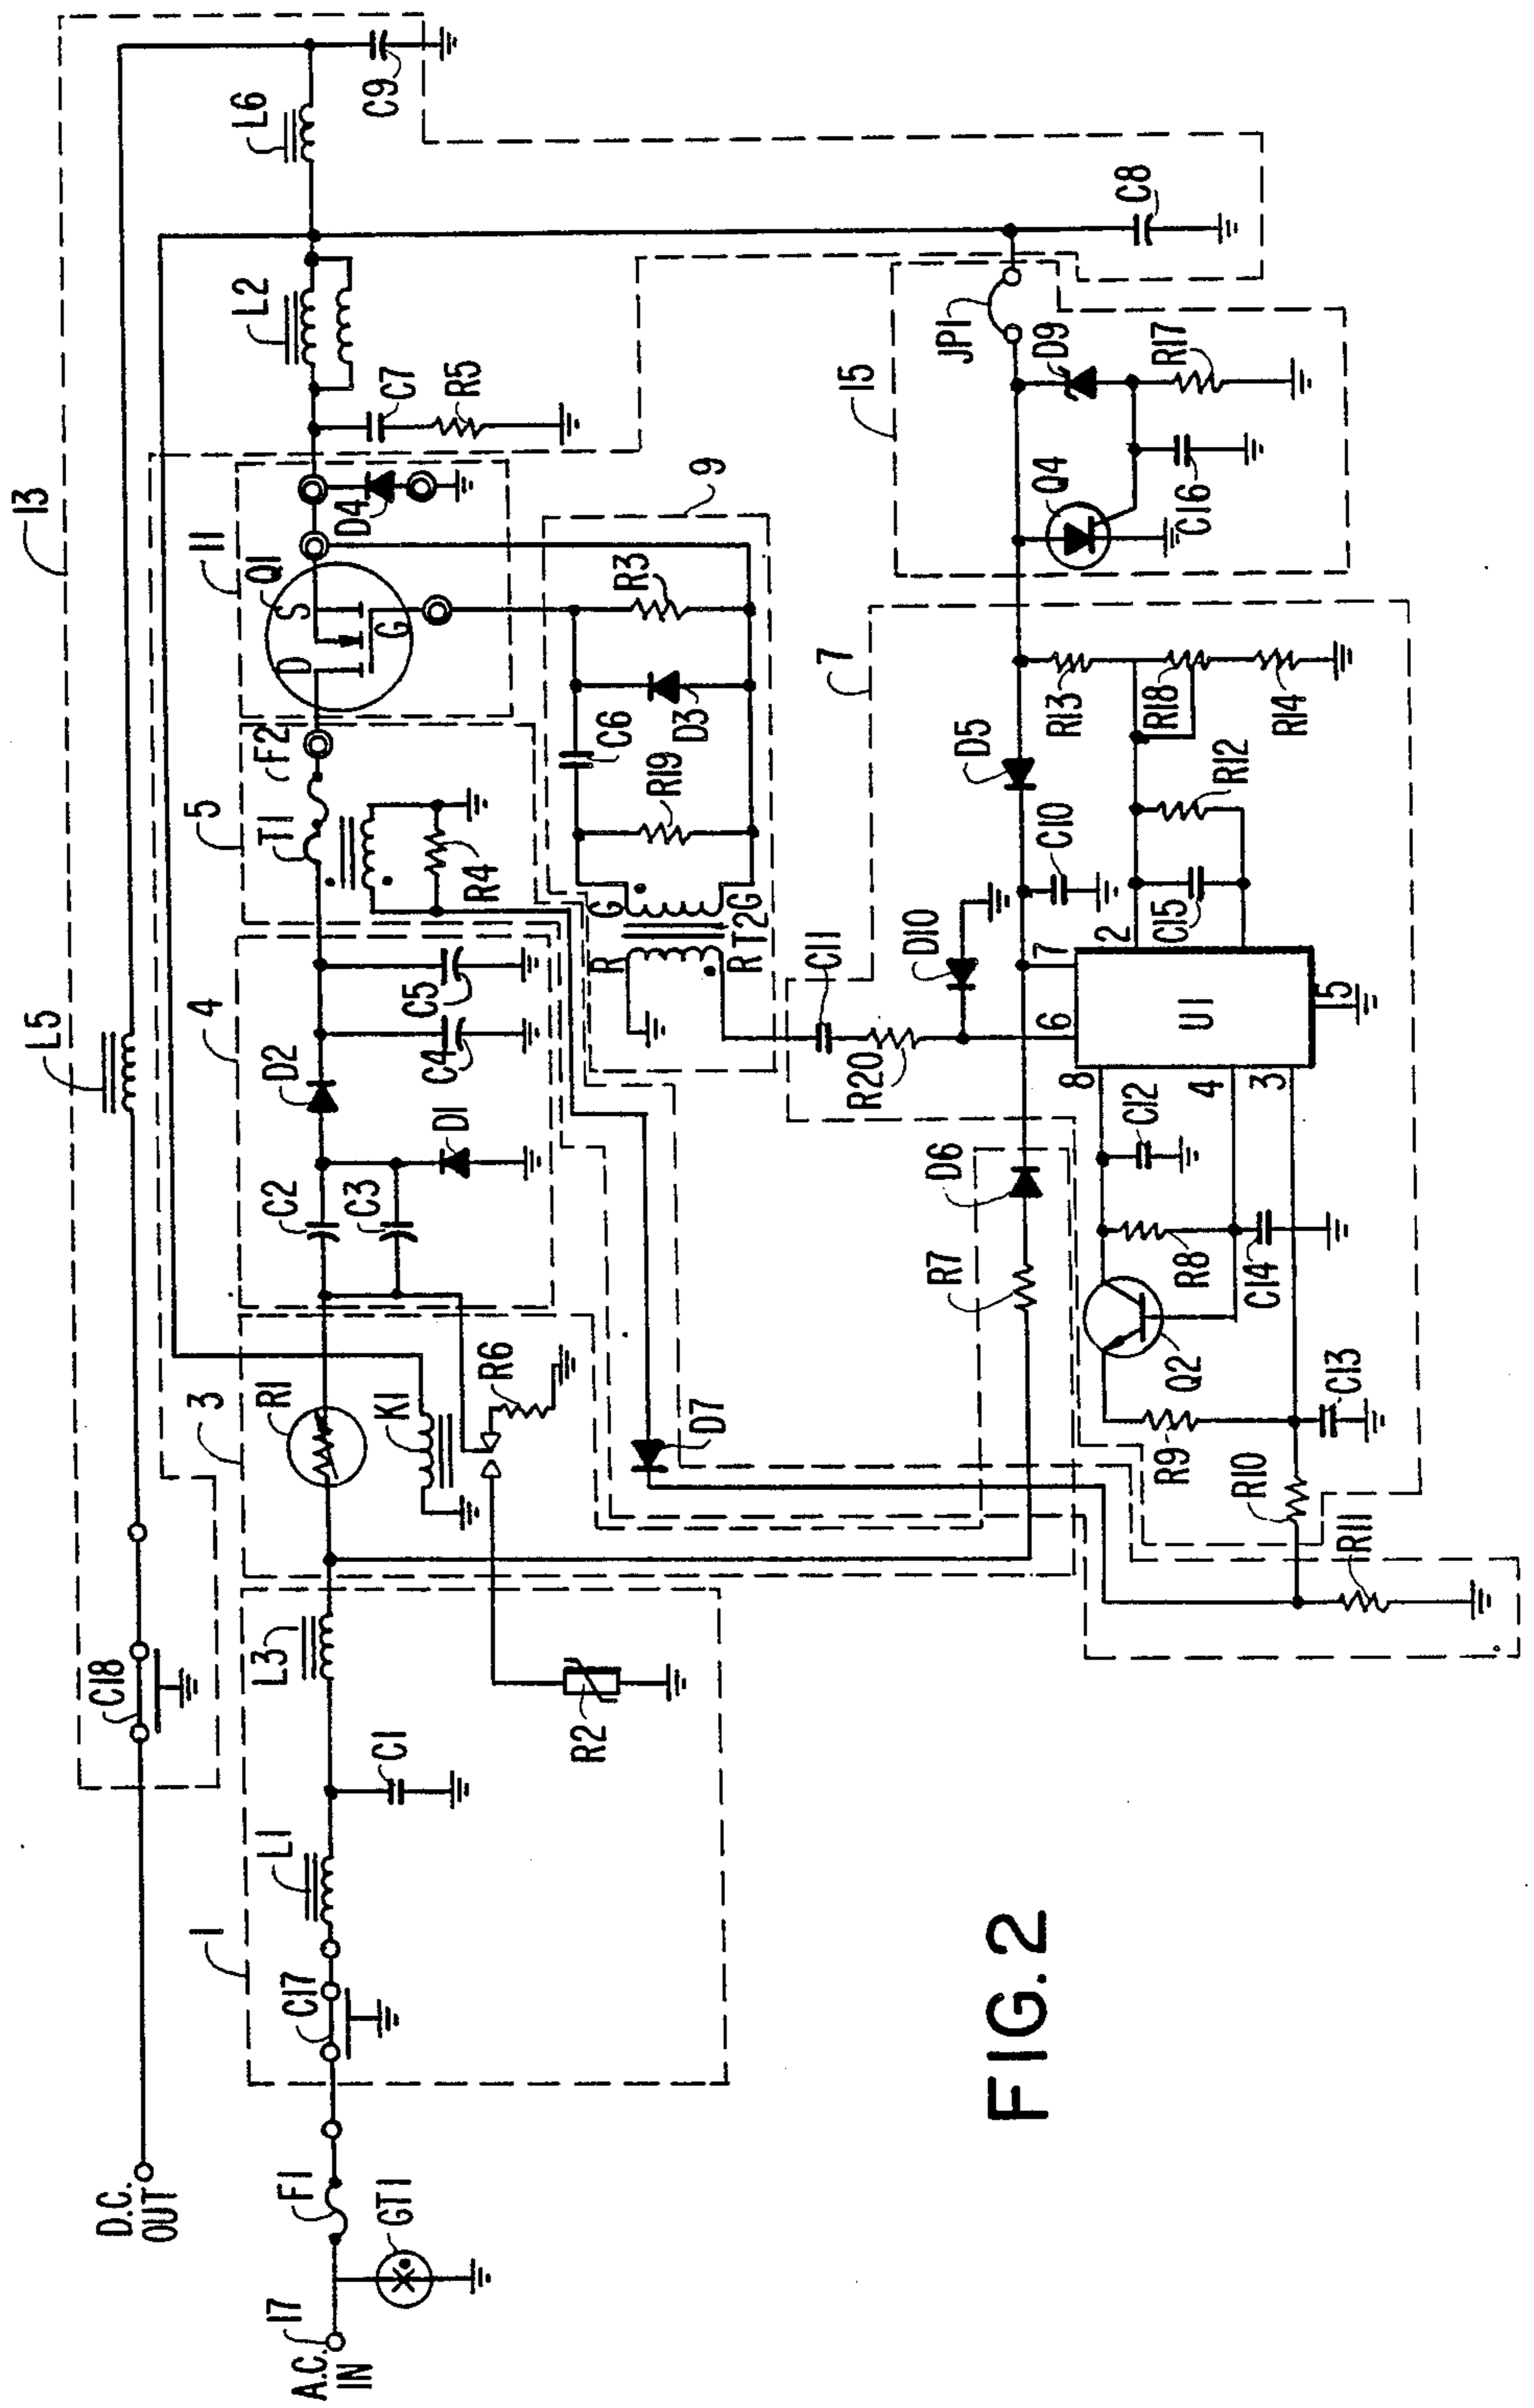 13
L5
L6
C9
D.C.
OUT
C18
1
3
4
5
11
L2
C7
R5
A.C.
IN
17
F1
GT1
C17
L1
C1
L3
R2
R1
K1
R6
C2
C3
D2
D1
C4
C5
T1
F2
R4
Q1
D
S
G
D4
9
R3
D3
C6
R19
G
G
R
R
T2
D7
R7
D6
7
C11
R20
D10
C10
D5
15
JP1
Q4
D9
R17
C16
C8
R13
R18
R14
R12
C15
2
7
6
U1
5
8
4
3
C12
R8
C14
Q2
R9
C13
R10
R11
FIG. 2